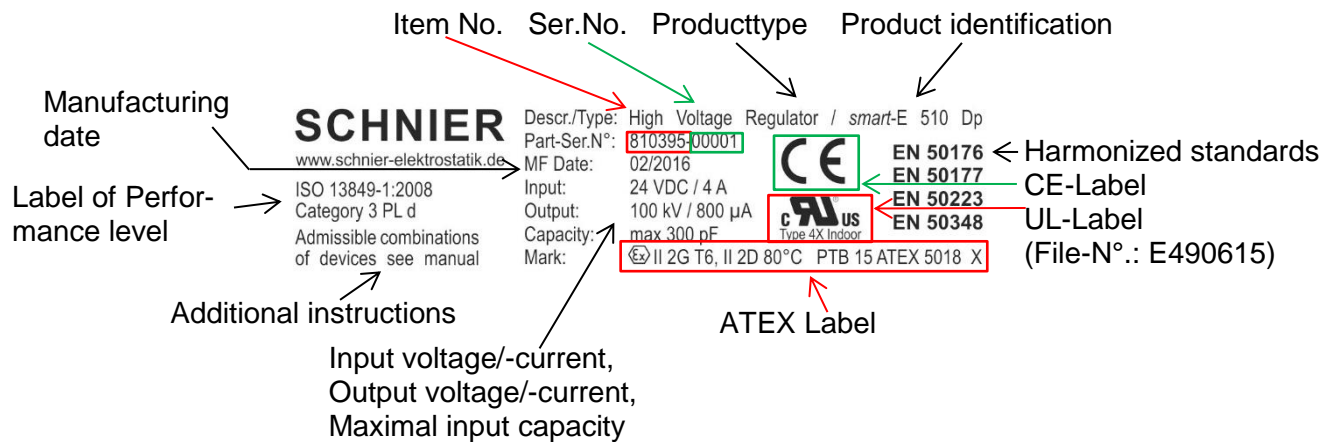 Item No. Ser.No. Producttype Product identification
Manufacturing
date
Label of Perfor-
mance level
SCHNIER
www.schnier-elektrostatik.de
ISO 13849-1:2008
Category 3 PL d
Admissible combinations
of devices see manual
Descr./Type: High Voltage Regulator / smart-E 510 Dp
Part-Ser.N°: 810395-00001
MF Date: 02/2016
Input: 24 VDC / 4 A
Output: 100 kV / 800 µA
Capacity: max 300 pF
Mark: Ex II 2G T6, II 2D 80°C PTB 15 ATEX 5018 X
CE
c RU US
Type 4X Indoor
EN 50176
EN 50177
EN 50223
EN 50348
Harmonized standards
CE-Label
UL-Label
(File-N°.: E490615)
Additional instructions
ATEX Label
Input voltage/-current,
Output voltage/-current,
Maximal input capacity